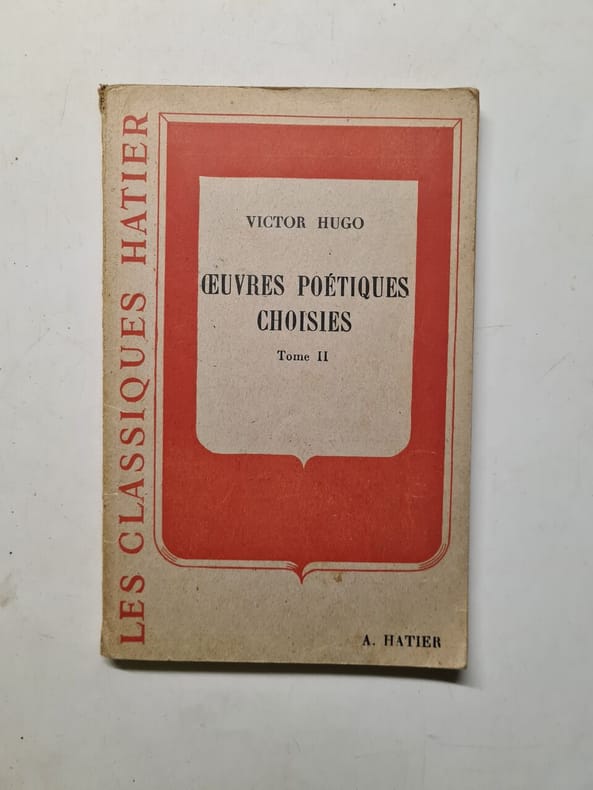 LES CLASSIQUES HATIER
VICTOR HUGO
ŒUVRES POÉTIQUES
CHOISIES
Tome II
A. HATIER